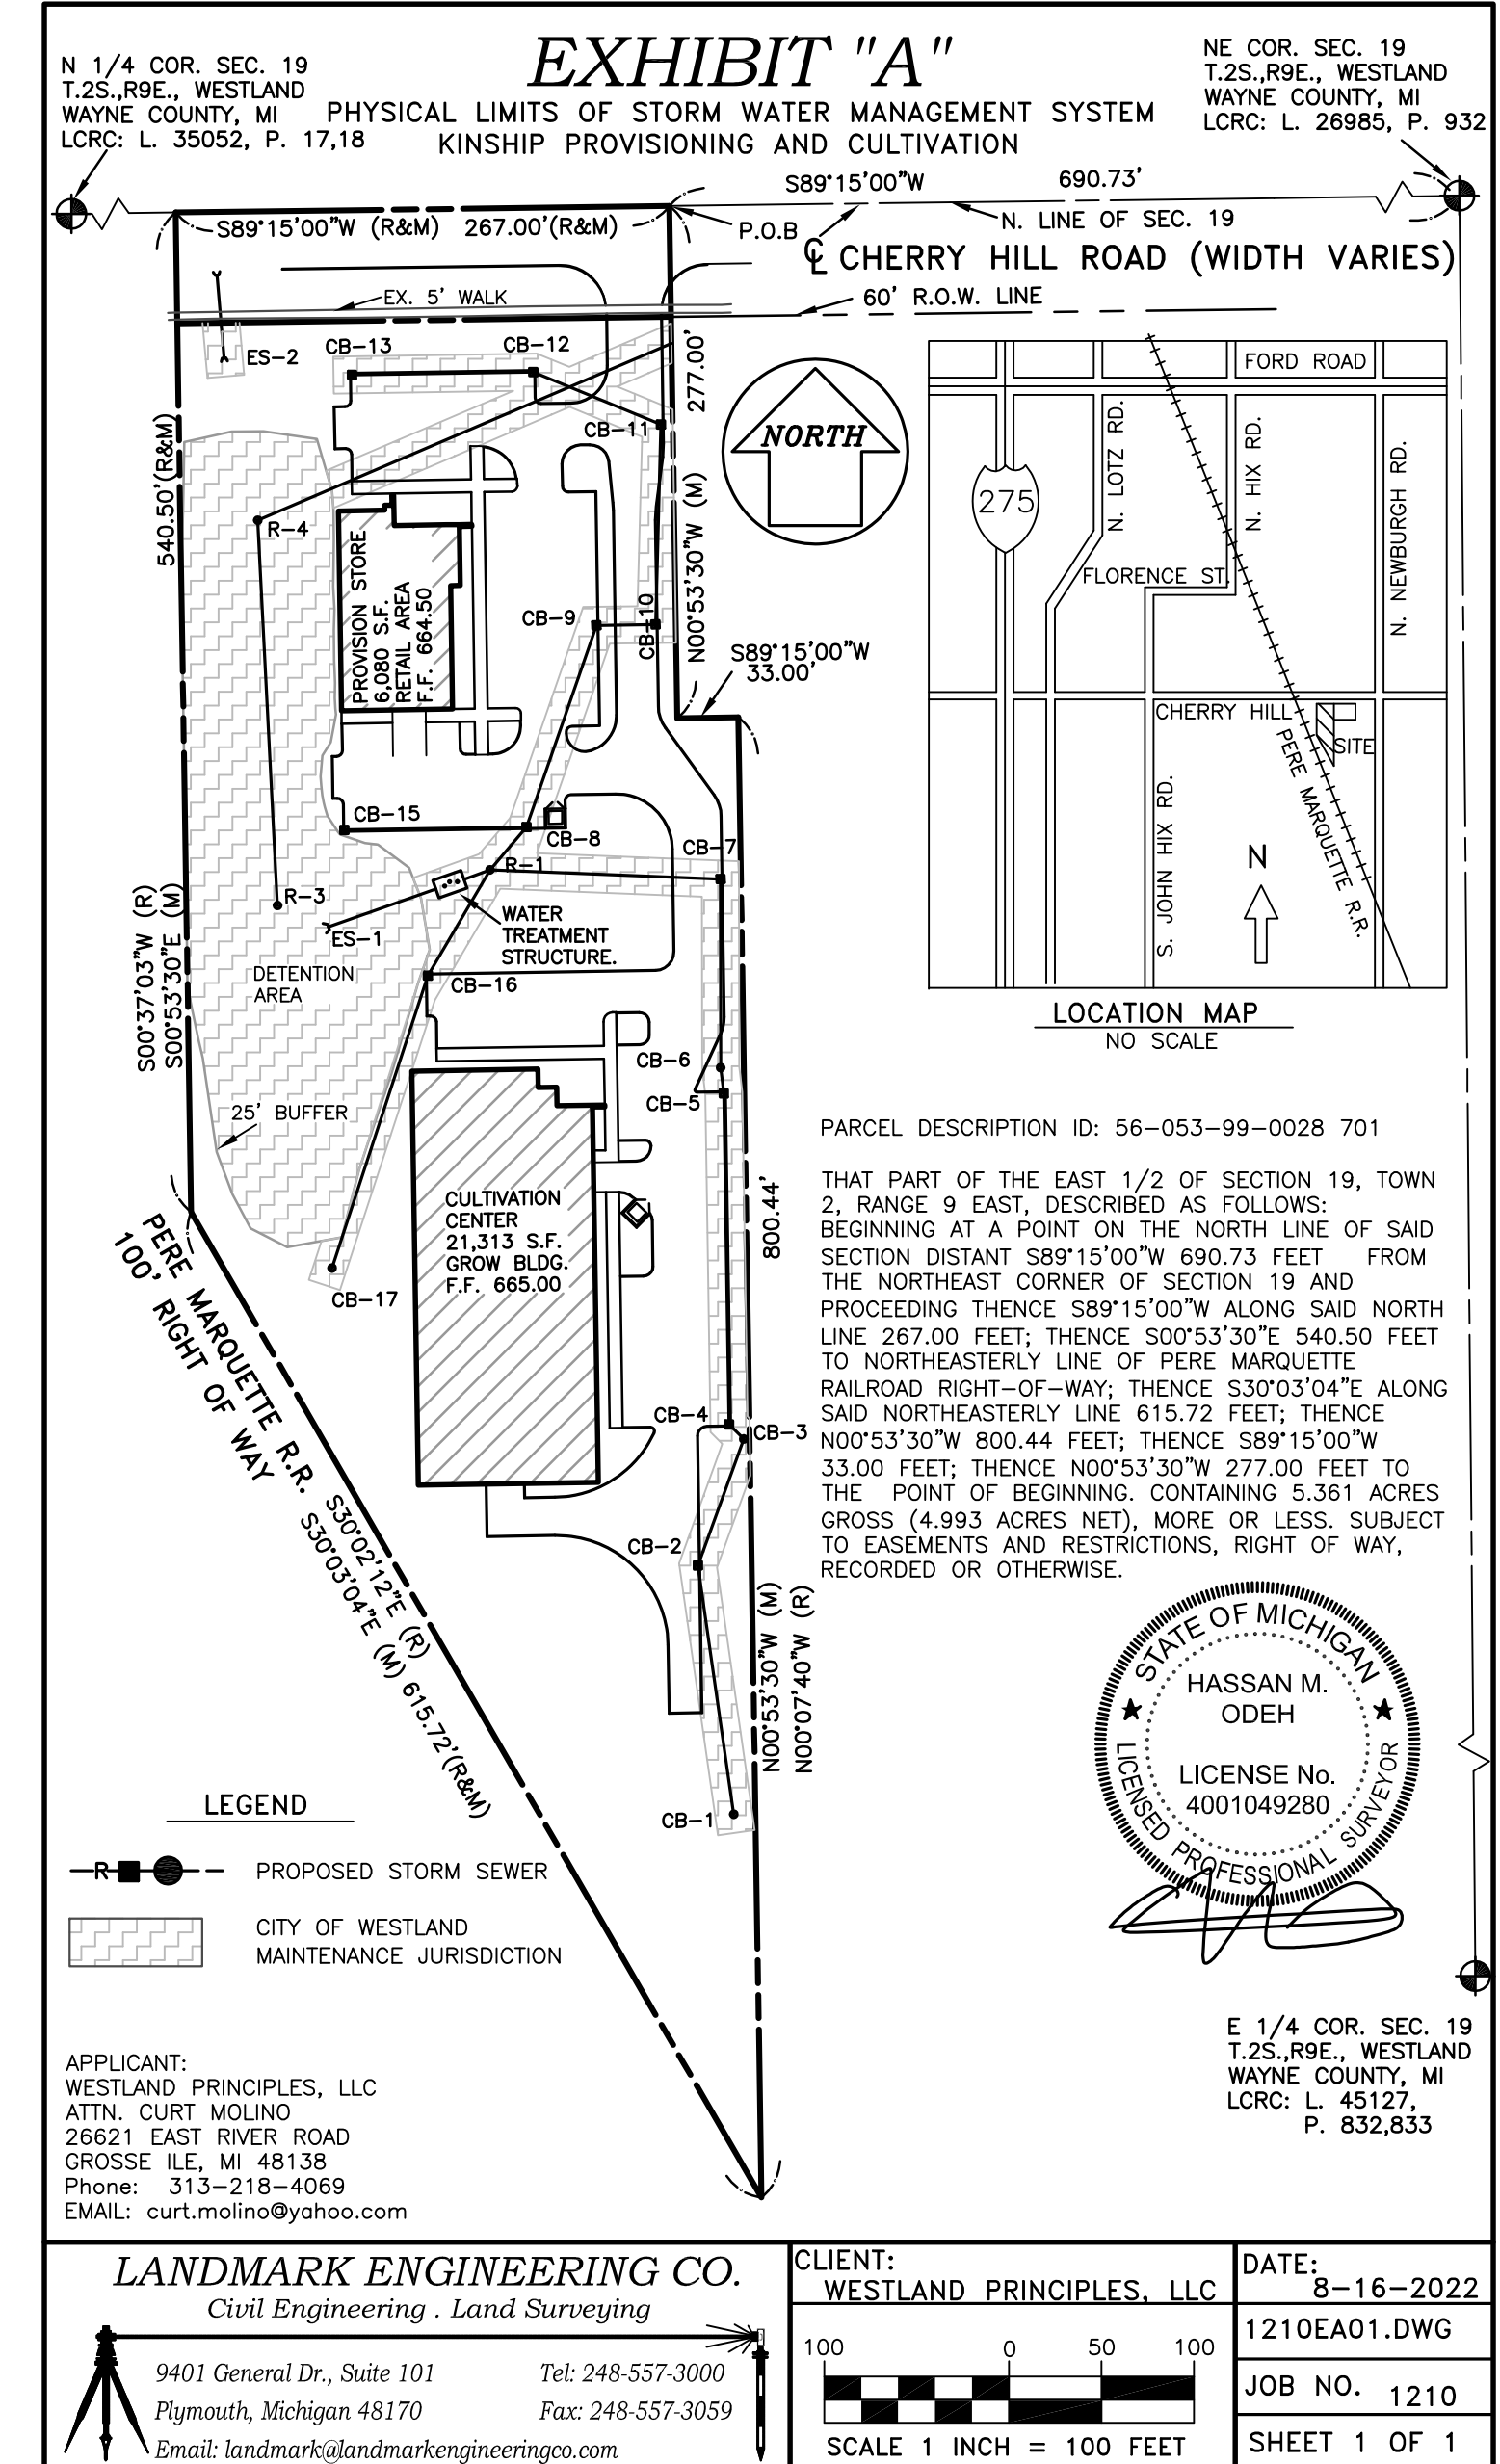 EXHIBIT "A"
PHYSICAL LIMITS OF STORM WATER MANAGEMENT SYSTEM
KINSHIP PROVISIONING AND CULTIVATION
N 1/4 COR. SEC. 19
T.2S.,R9E., WESTLAND
WAYNE COUNTY, MI
LCRC: L. 35052, P. 17,18
NE COR. SEC. 19
T.2S.,R9E., WESTLAND
WAYNE COUNTY, MI
LCRC: L. 26985, P. 932
S89°15'00"W 690.73'
S89°15'00"W (R&M) 267.00'(R&M)
P.O.B
N. LINE OF SEC. 19
℄ CHERRY HILL ROAD (WIDTH VARIES)
EX. 5' WALK
60' R.O.W. LINE
ES-2
CB-13
CB-12
277.00'
CB-11
540.50'(R&M)
R-4
NORTH
N00°53'30"W (M)
PROVISION STORE
6,080 S.F.
RETAIL AREA
F.F. 664.50
CB-9
CB-10
S89°15'00"W
33.00'
CB-15
CB-8
CB-7
R-1
R-3
ES-1
WATER
TREATMENT
STRUCTURE.
S00°37'03"W (R)
S00°53'30"E (M)
DETENTION
AREA
CB-16
CB-6
CB-5
25' BUFFER
CULTIVATION
CENTER
21,313 S.F.
GROW BLDG.
F.F. 665.00
800.44'
CB-17
PERE MARQUETTE R.R.
100' RIGHT OF WAY
S30°02'12"E (R)
S30°03'04"E (M) 615.72'(R&M)
CB-4
CB-3
CB-2
N00°53'30"W (M)
N00°07'40"W (R)
CB-1
FORD ROAD
275
N. LOTZ RD.
N. HIX RD.
N. NEWBURGH RD.
FLORENCE ST.
CHERRY HILL
SITE
PERE MARQUETTE R.R.
S. JOHN HIX RD.
N
LOCATION MAP
NO SCALE
PARCEL DESCRIPTION ID: 56-053-99-0028 701
THAT PART OF THE EAST 1/2 OF SECTION 19, TOWN
2, RANGE 9 EAST, DESCRIBED AS FOLLOWS:
BEGINNING AT A POINT ON THE NORTH LINE OF SAID
SECTION DISTANT S89°15'00"W 690.73 FEET FROM
THE NORTHEAST CORNER OF SECTION 19 AND
PROCEEDING THENCE S89°15'00"W ALONG SAID NORTH
LINE 267.00 FEET; THENCE S00°53'30"E 540.50 FEET
TO NORTHEASTERLY LINE OF PERE MARQUETTE
RAILROAD RIGHT-OF-WAY; THENCE S30°03'04"E ALONG
SAID NORTHEASTERLY LINE 615.72 FEET; THENCE
N00°53'30"W 800.44 FEET; THENCE S89°15'00"W
33.00 FEET; THENCE N00°53'30"W 277.00 FEET TO
THE POINT OF BEGINNING. CONTAINING 5.361 ACRES
GROSS (4.993 ACRES NET), MORE OR LESS. SUBJECT
TO EASEMENTS AND RESTRICTIONS, RIGHT OF WAY,
RECORDED OR OTHERWISE.
STATE OF MICHIGAN
HASSAN M.
ODEH
LICENSE No.
4001049280
LICENSED PROFESSIONAL SURVEYOR
LEGEND
R
PROPOSED STORM SEWER
CITY OF WESTLAND
MAINTENANCE JURISDICTION
E 1/4 COR. SEC. 19
T.2S.,R9E., WESTLAND
WAYNE COUNTY, MI
LCRC: L. 45127,
P. 832,833
APPLICANT:
WESTLAND PRINCIPLES, LLC
ATTN. CURT MOLINO
26621 EAST RIVER ROAD
GROSSE ILE, MI 48138
Phone: 313-218-4069
EMAIL: curt.molino@yahoo.com
LANDMARK ENGINEERING CO.
Civil Engineering . Land Surveying
9401 General Dr., Suite 101 Tel: 248-557-3000
Plymouth, Michigan 48170 Fax: 248-557-3059
Email: landmark@landmarkengineeringco.com
CLIENT:
WESTLAND PRINCIPLES, LLC
100 0 50 100
SCALE 1 INCH = 100 FEET
DATE:
8-16-2022
1210EA01.DWG
JOB NO. 1210
SHEET 1 OF 1